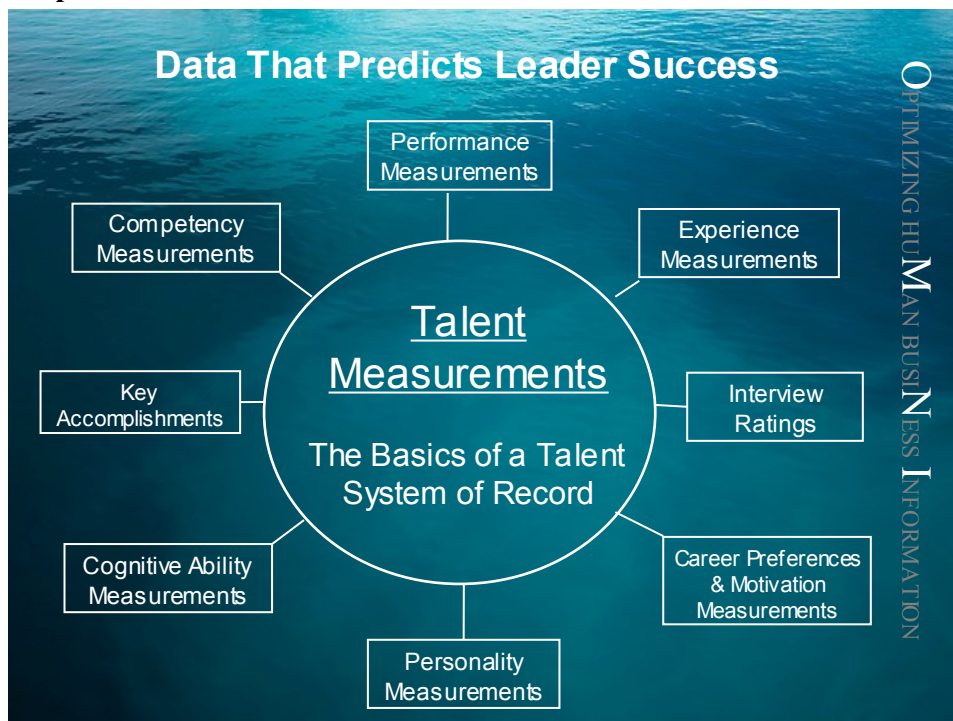 Data That Predicts Leader Success
Performance
Measurements
Competency
Measurements
Experience
Measurements
Talent
Measurements
Key
Accomplishments
Interview
Ratings
The Basics of a Talent
System of Record
Cognitive Ability
Measurements
Career Preferences
& Motivation
Measurements
Personality
Measurements
OPTIMIZING HUMAN BUSINESS INFORMATION